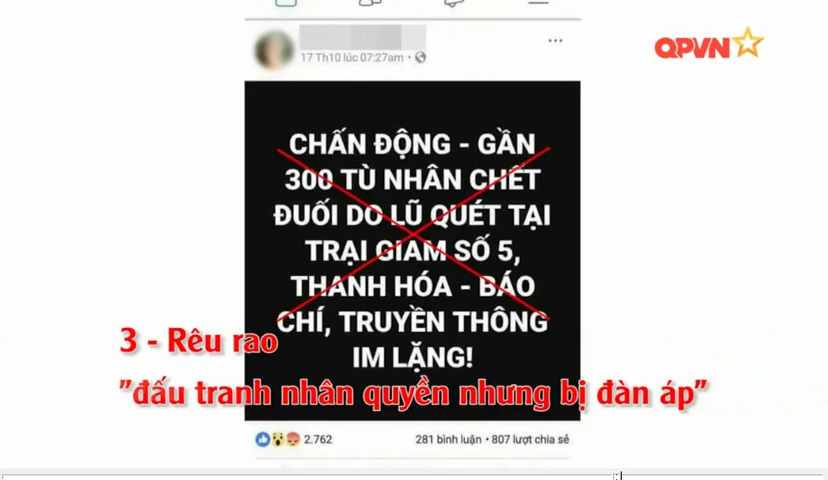 17 Th10 lúc 07:27am
QPVN
CHẤN ĐỘNG - GẦN
300 TÙ NHÂN CHẾT
ĐUỐI DO LŨ QUÉT TẠI
TRẠI GIAM SỐ 5,
THANH HÓA - BÁO
CHÍ, TRUYỀN THÔNG
IM LẶNG!
3 - Rêu rao
"đấu tranh nhân quyền nhưng bị đàn áp"
2.762
281 bình luận • 807 lượt chia sẻ